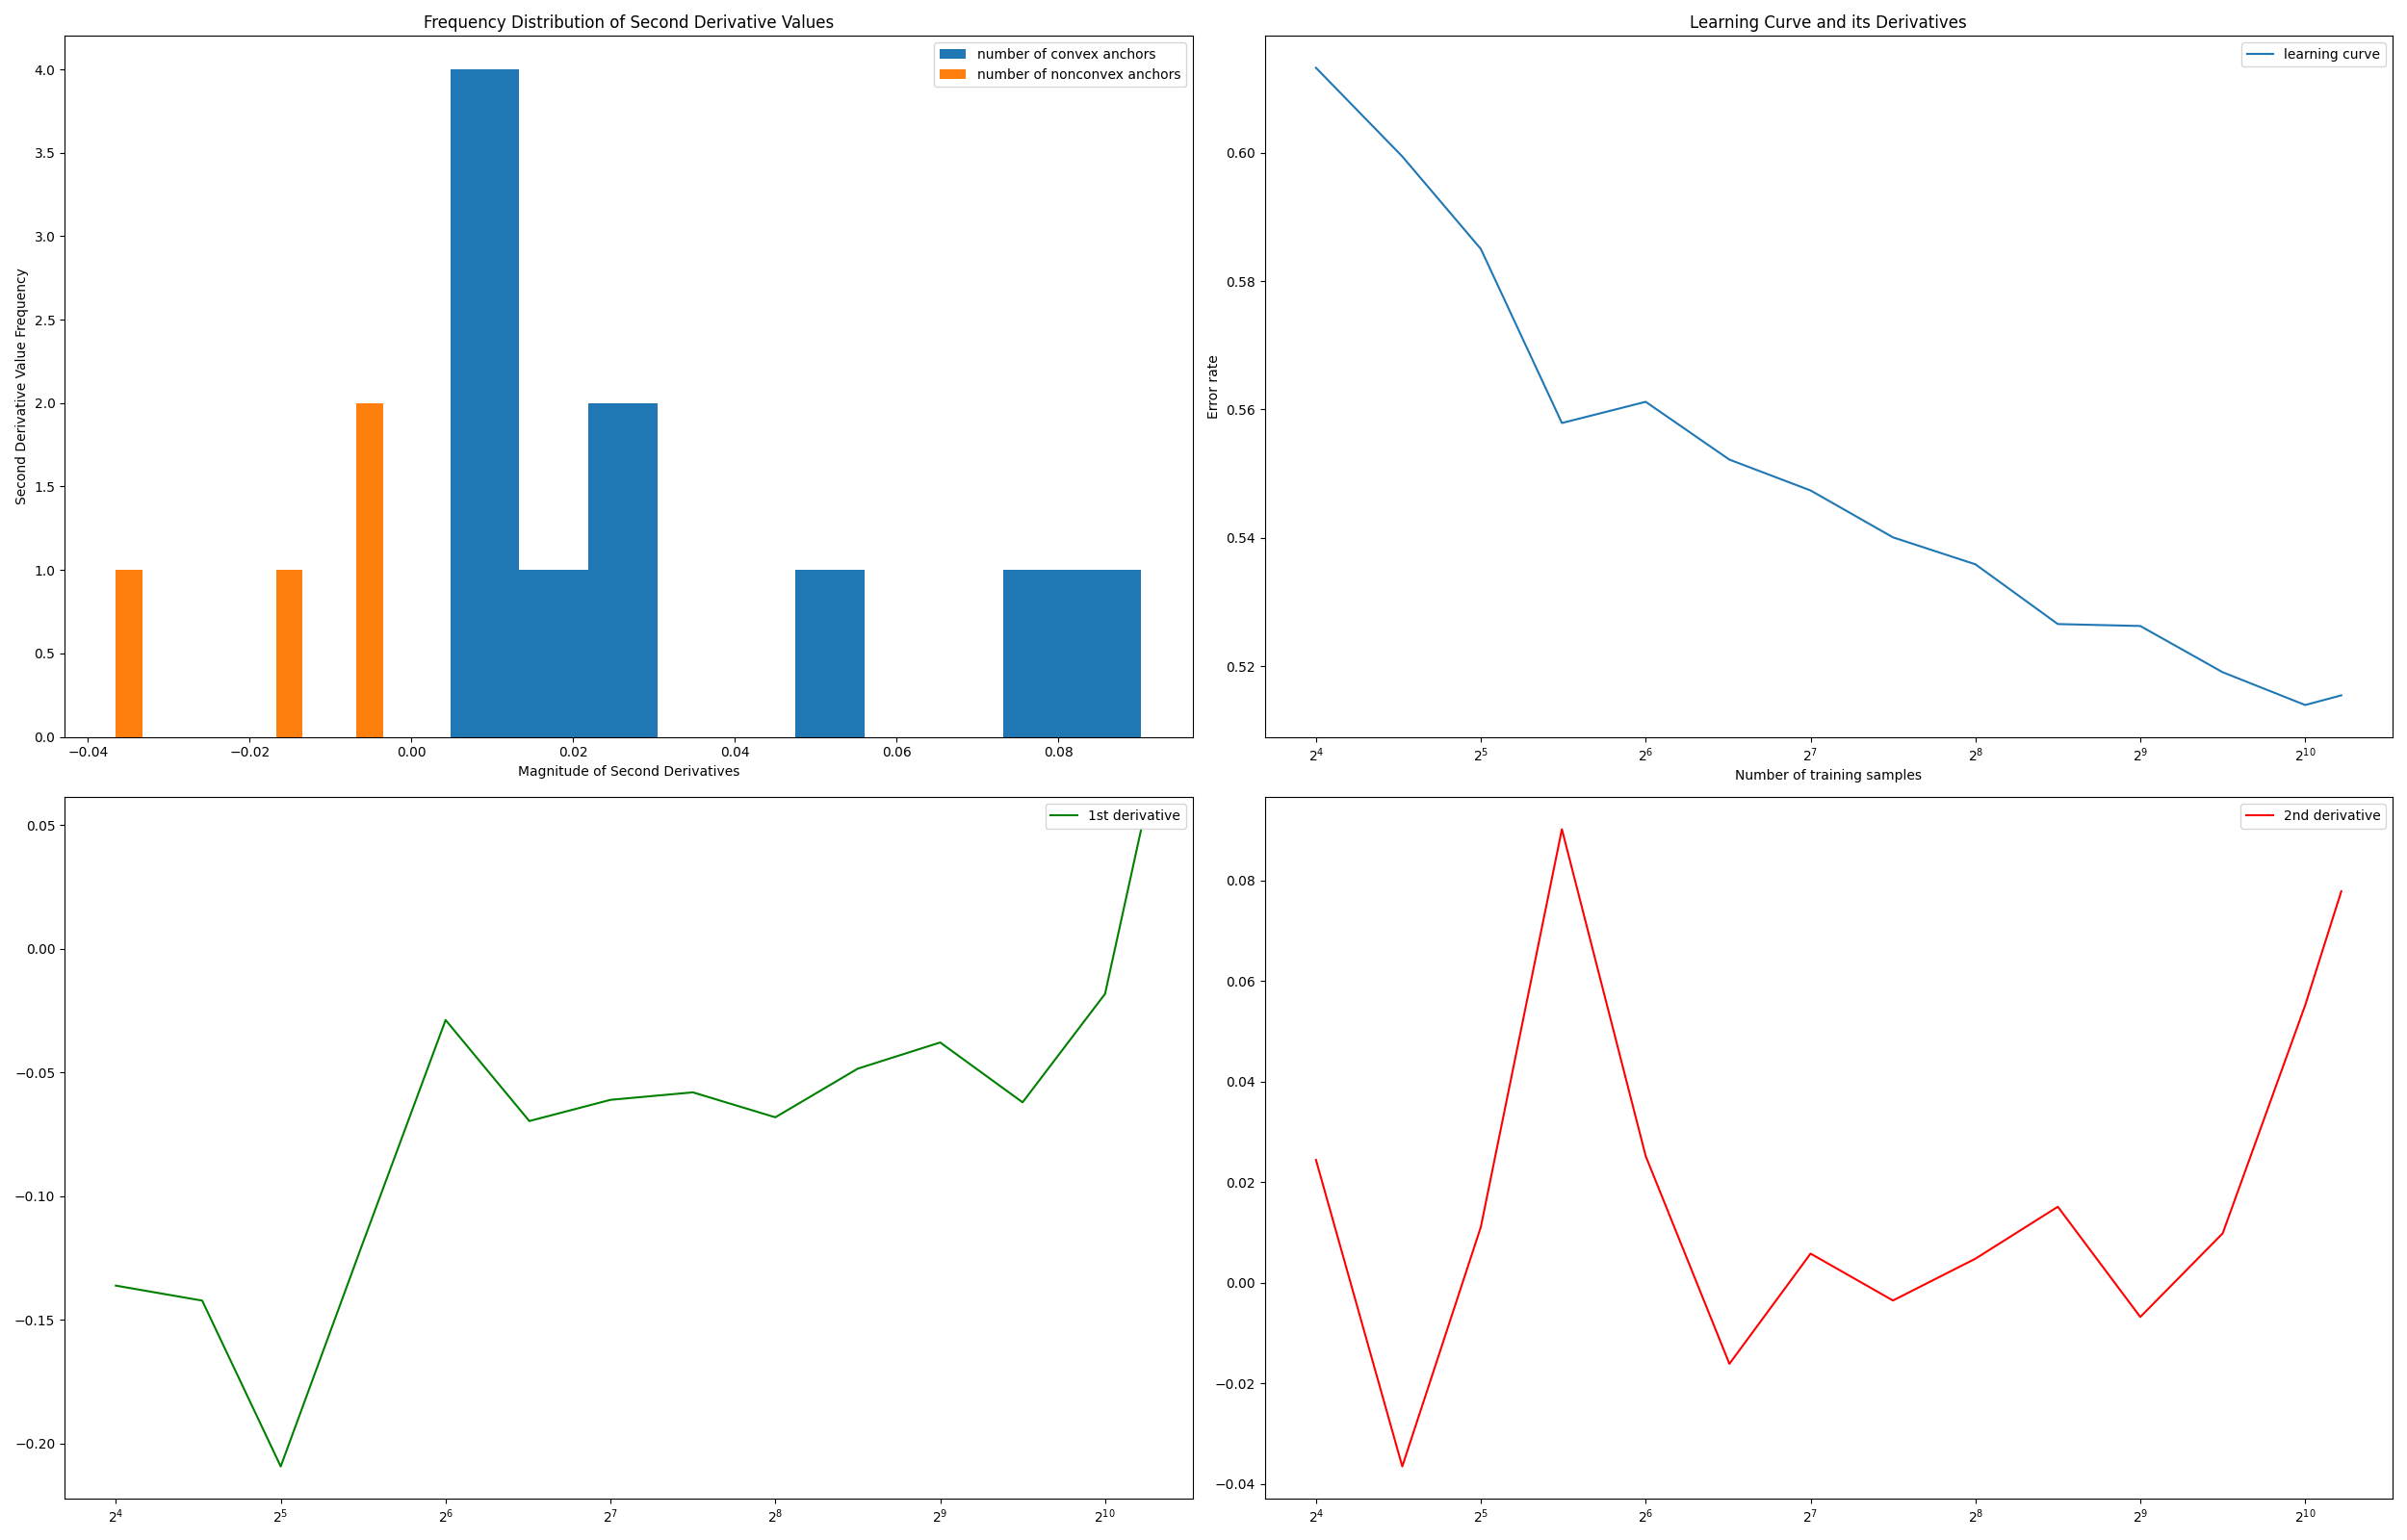 Frequency Distribution of Second Derivative Values
number of convex anchors
number of nonconvex anchors
Second Derivative Value Frequency
4.0
3.5
3.0
2.5
2.0
1.5
1.0
0.5
0.0
−0.04 −0.02 0.00 0.02 0.04 0.06 0.08
Magnitude of Second Derivatives
Learning Curve and its Derivatives
learning curve
Error rate
0.60
0.58
0.56
0.54
0.52
2⁴ 2⁵ 2⁶ 2⁷ 2⁸ 2⁹ 2¹⁰
Number of training samples
1st derivative
0.05
0.00
−0.05
−0.10
−0.15
−0.20
2⁴ 2⁵ 2⁶ 2⁷ 2⁸ 2⁹ 2¹⁰
2nd derivative
0.08
0.06
0.04
0.02
0.00
−0.02
−0.04
2⁴ 2⁵ 2⁶ 2⁷ 2⁸ 2⁹ 2¹⁰